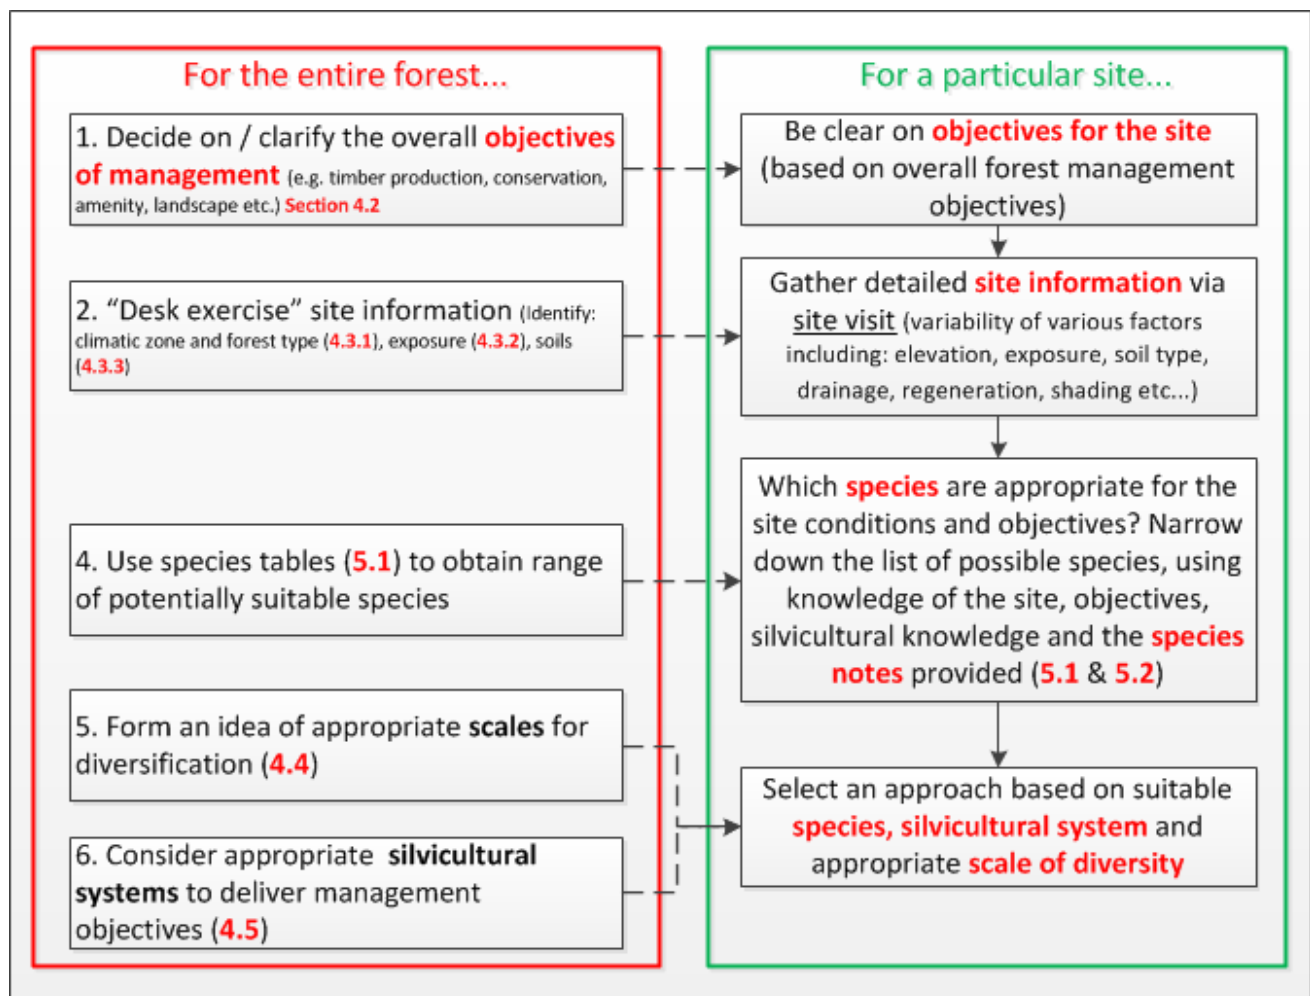 For the entire forest...
1. Decide on / clarify the overall objectives
of management (e.g. timber production, conservation,
amenity, landscape etc.) Section 4.2
2. “Desk exercise” site information (Identify:
climatic zone and forest type (4.3.1), exposure (4.3.2), soils
(4.3.3)
4. Use species tables (5.1) to obtain range
of potentially suitable species
5. Form an idea of appropriate scales for
diversification (4.4)
6. Consider appropriate silvicultural
systems to deliver management
objectives (4.5)
For a particular site...
Be clear on objectives for the site
(based on overall forest management
objectives)
Gather detailed site information via
site visit (variability of various factors
including: elevation, exposure, soil type,
drainage, regeneration, shading etc...)
Which species are appropriate for the
site conditions and objectives? Narrow
down the list of possible species, using
knowledge of the site, objectives,
silvicultural knowledge and the species
notes provided (5.1 & 5.2)
Select an approach based on suitable
species, silvicultural system and
appropriate scale of diversity